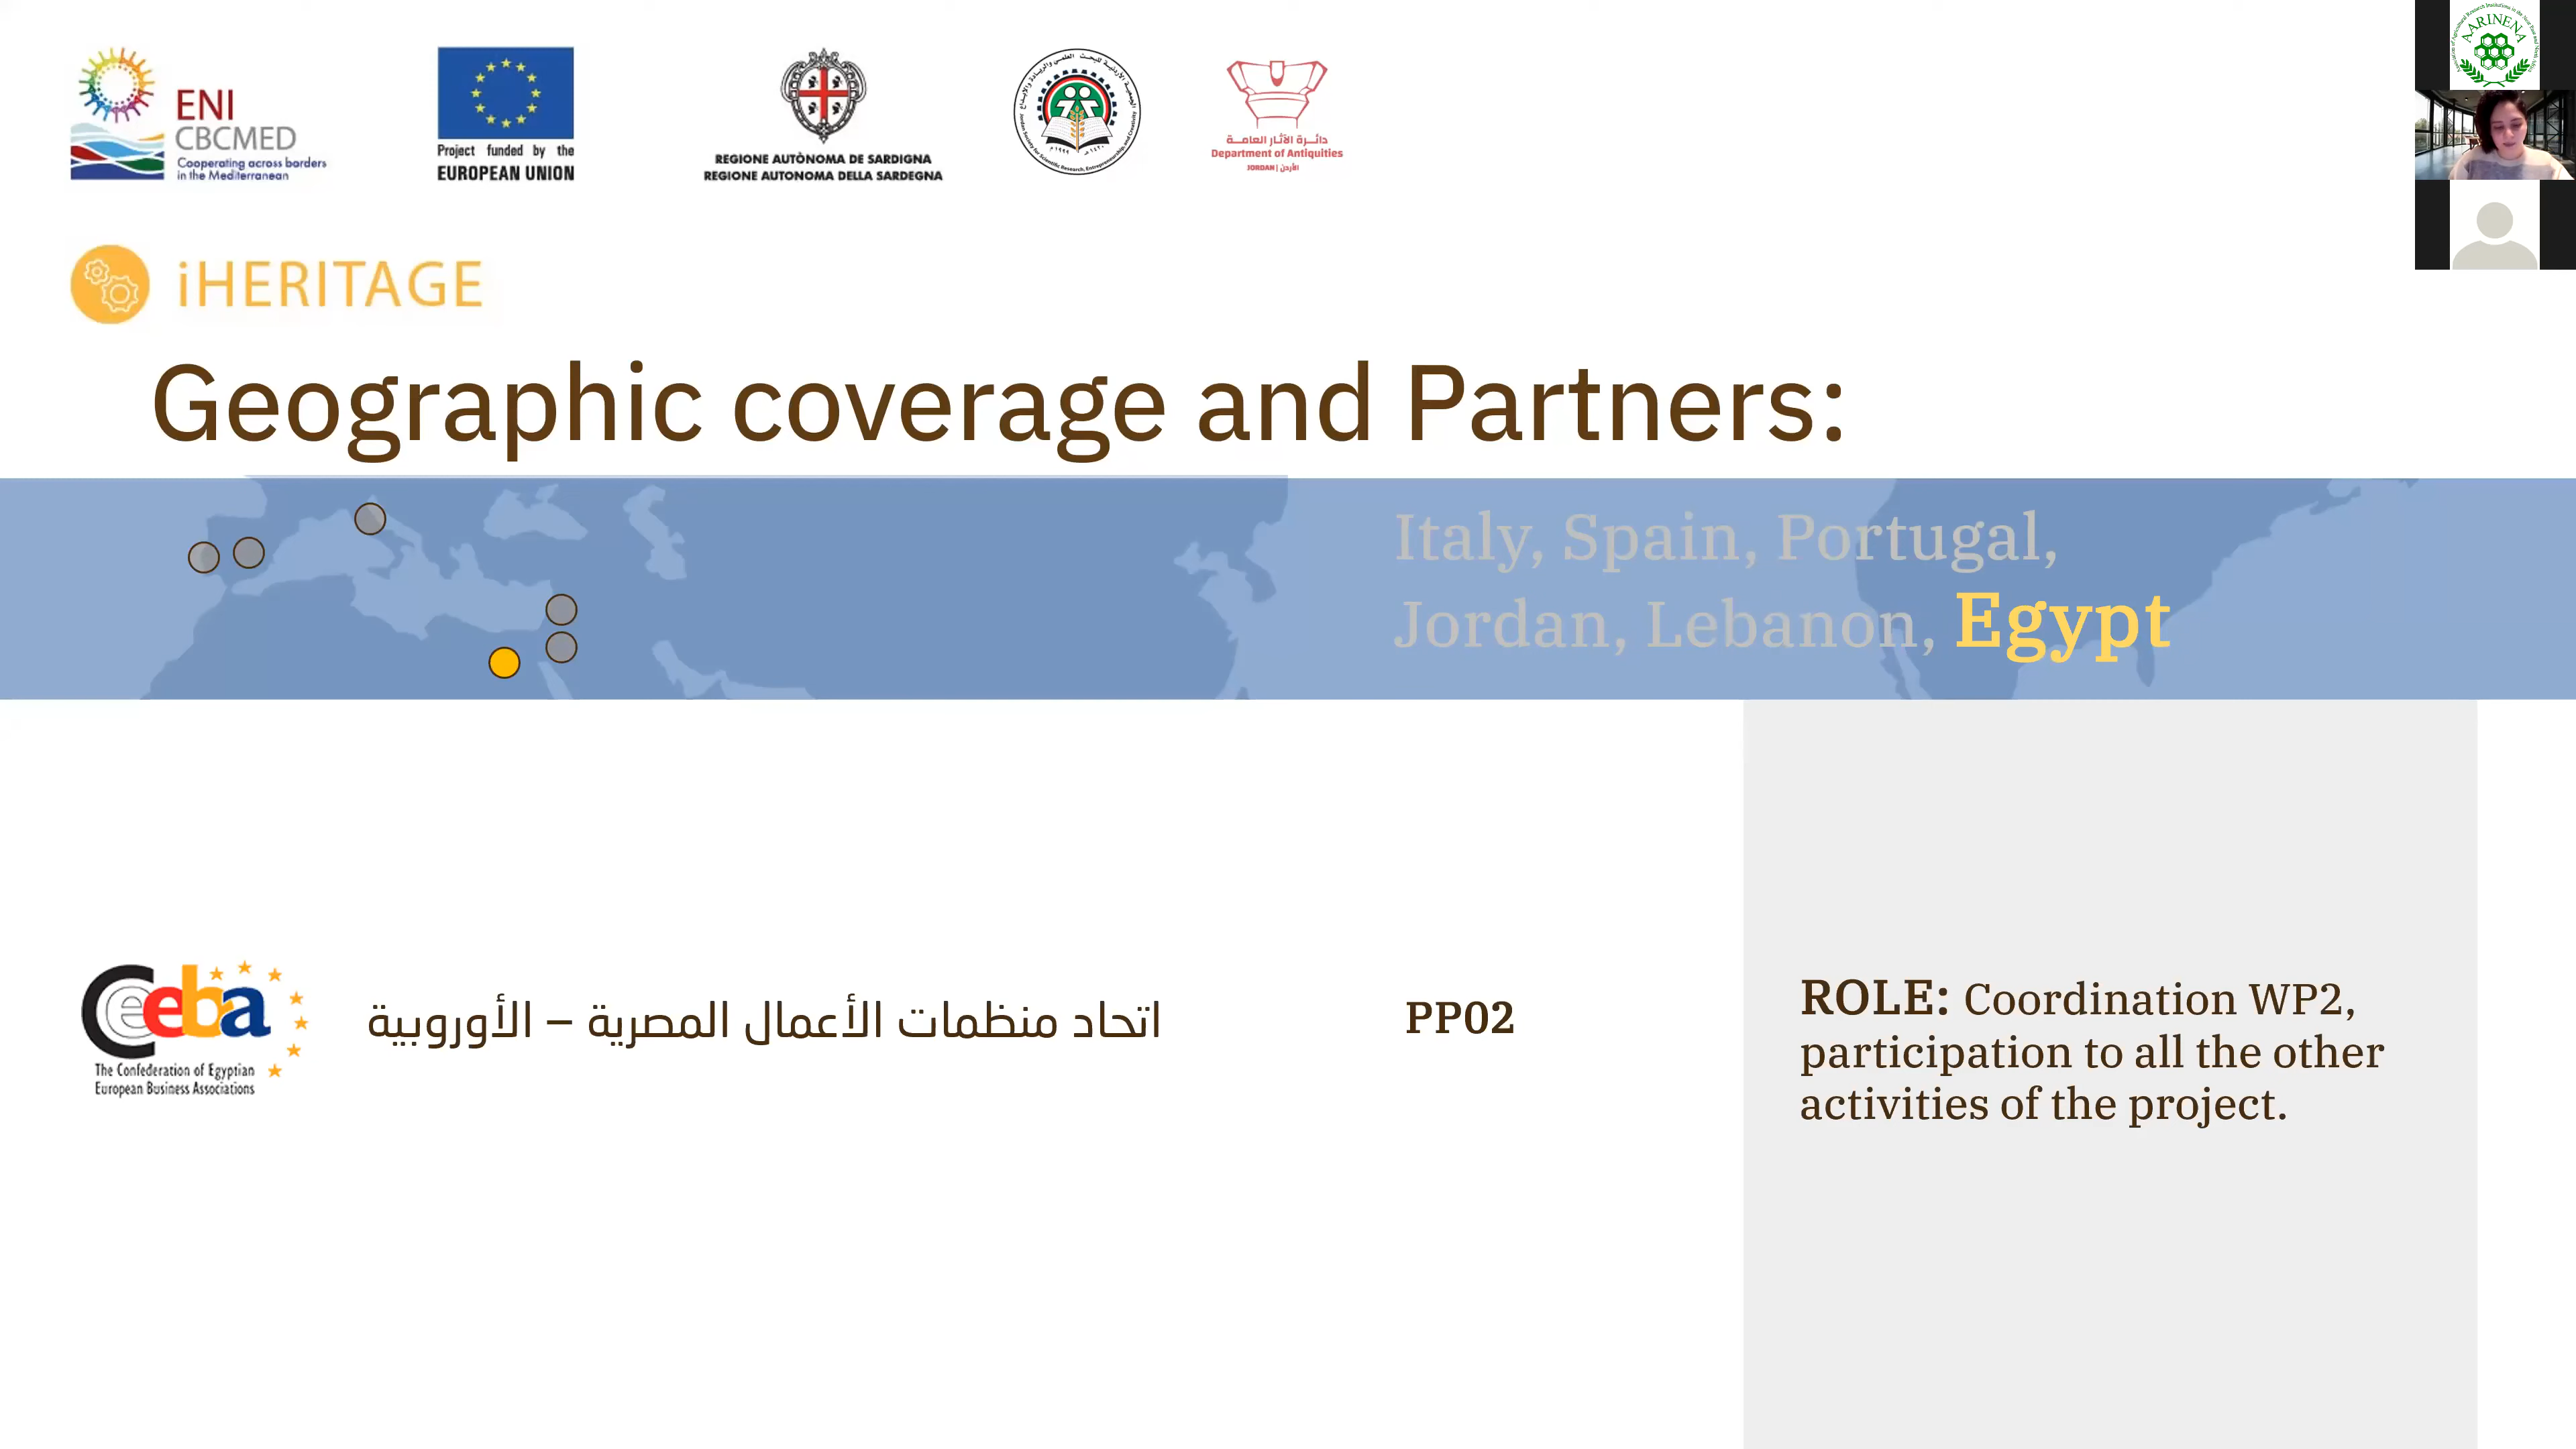 ENI
CBCMED
Cooperating across borders
in the Mediterranean
Project funded by the
EUROPEAN UNION
REGIONE AUTÒNOMA DE SARDIGNA
REGIONE AUTONOMA DELLA SARDEGNA
دائرة الآثار العامة
Department of Antiquities
JORDAN | الأردن
AARINENA
iHERITAGE
Geographic coverage and Partners:
Italy, Spain, Portugal,
Jordan, Lebanon, Egypt
Ceeba
The Confederation of Egyptian
European Business Associations
اتحاد منظمات الأعمال المصرية – الأوروبية
PP02
ROLE: Coordination WP2,
participation to all the other
activities of the project.